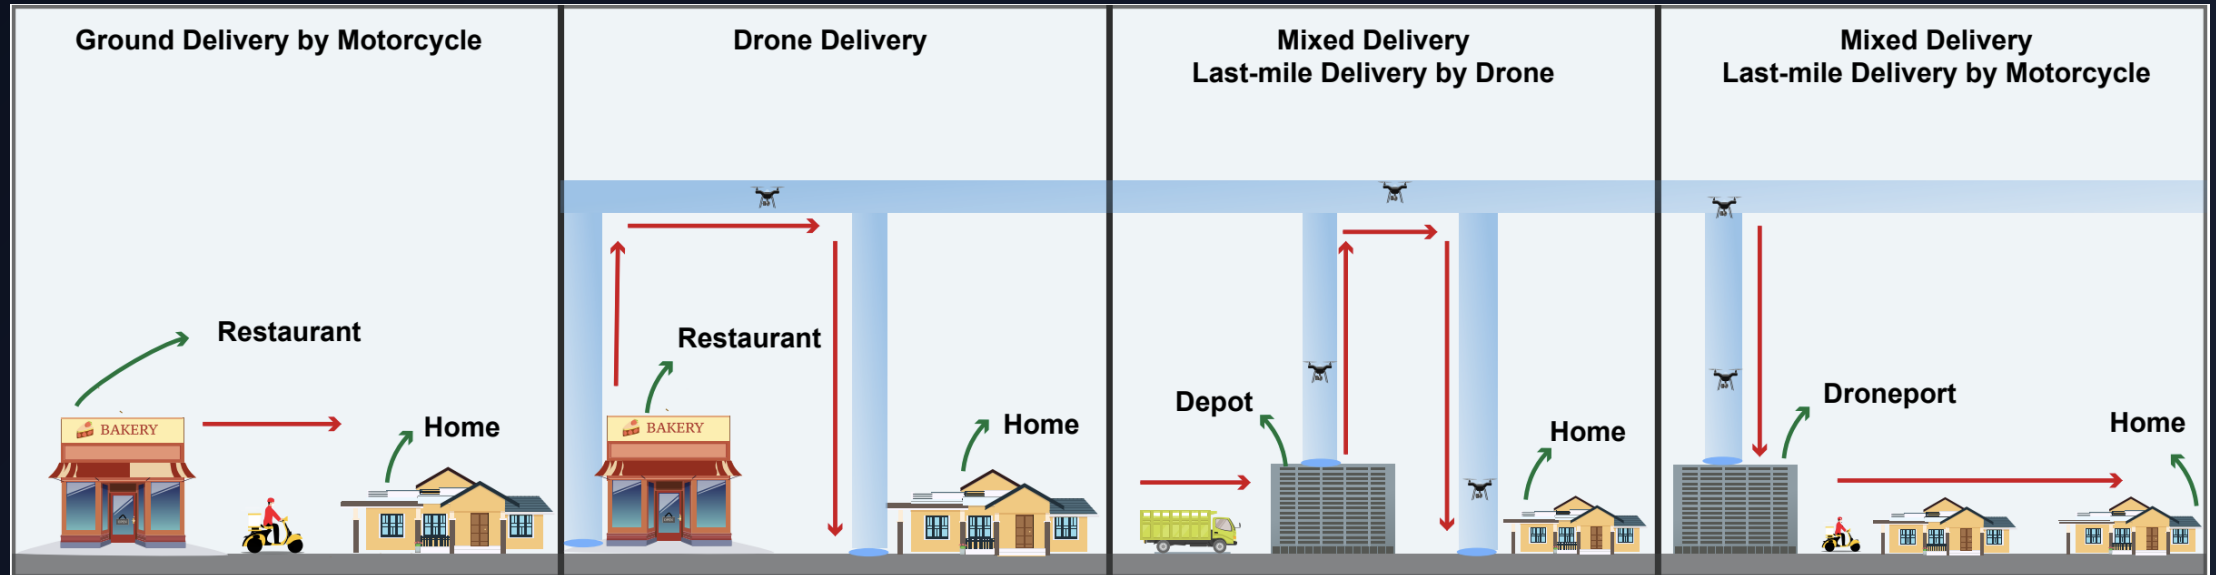 Ground Delivery by Motorcycle
Restaurant
BAKERY
Home
Drone Delivery
Restaurant
BAKERY
Home
Mixed Delivery
Last-mile Delivery by Drone
Depot
Home
Mixed Delivery
Last-mile Delivery by Motorcycle
Droneport
Home